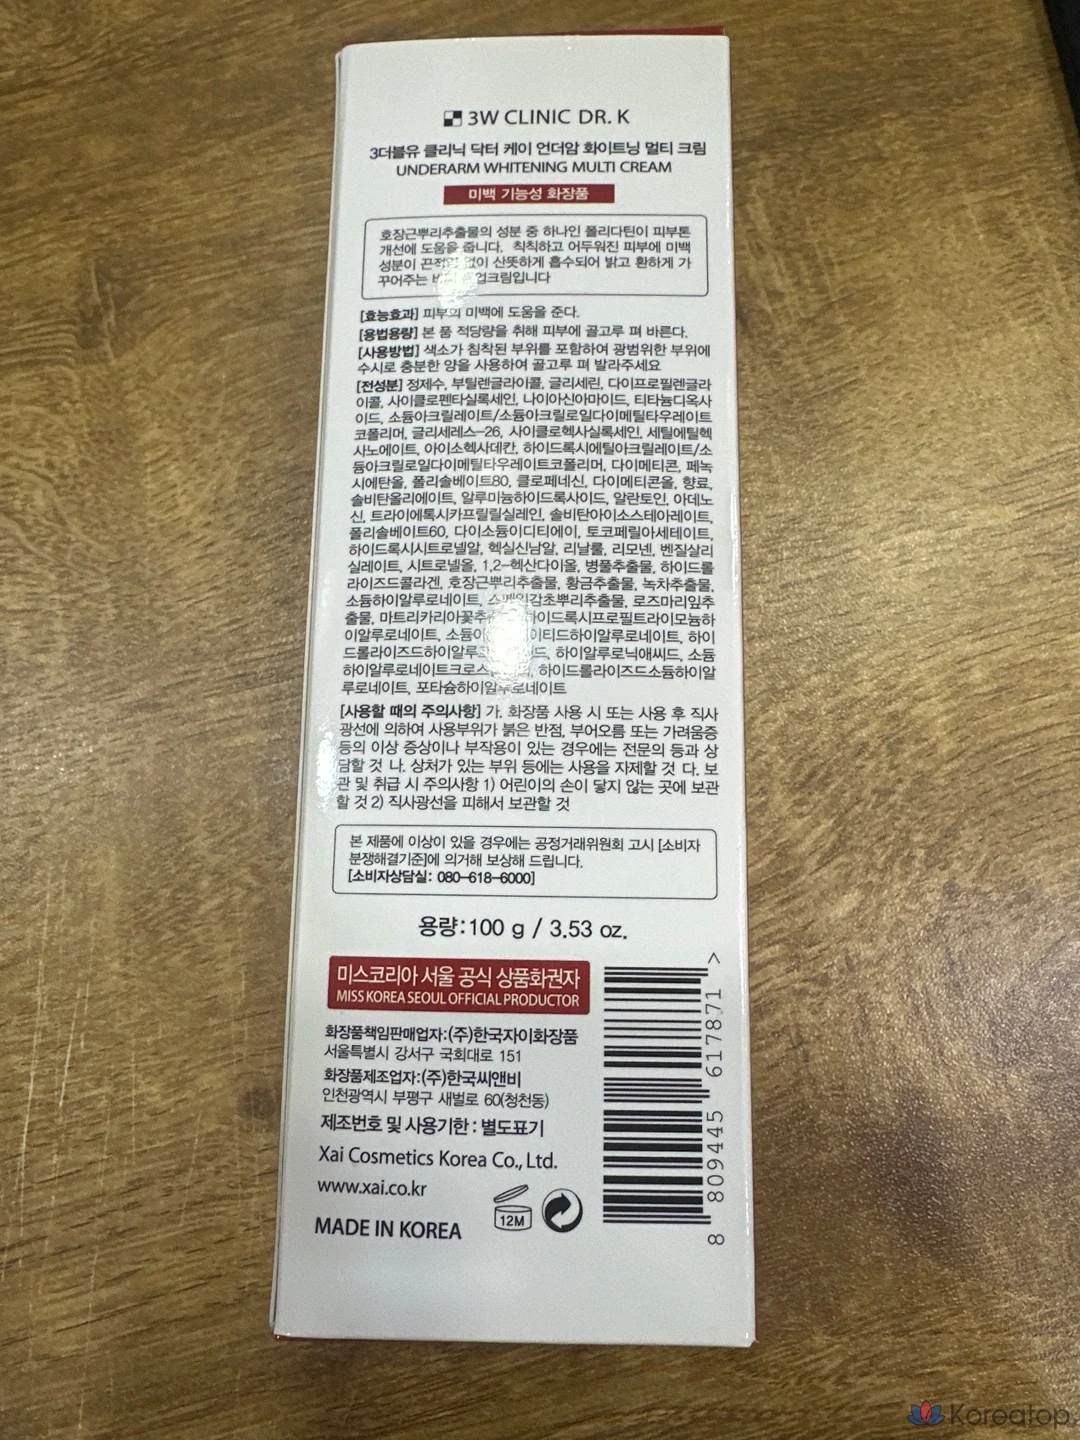 3W CLINIC DR. K
3더블유 클리닉 닥터 케이 언더암 화이트닝 멀티 크림
UNDERARM WHITENING MULTI CREAM
미백 기능성 화장품
호장근뿌리추출물의 성분 중 하나인 폴리다틴이 피부톤
개선에 도움을 줍니다. 칙칙하고 어두워진 피부에 미백
성분이 끈적임 없이 산뜻하게 흡수되어 밝고 환하게 가
꾸어주는 업크림입니다
[효능효과] 피부의 미백에 도움을 준다.
[용법용량] 본 품 적당량을 취해 피부에 골고루 펴 바른다.
[사용방법] 색소가 침착된 부위를 포함하여 광범위한 부위에
수시로 충분한 양을 사용하여 골고루 펴 발라주세요
[전성분] 정제수, 부틸렌글라이콜, 글리세린, 다이프로필렌글라
이콜, 사이클로펜타실록세인, 나이아신아마이드, 티타늄디옥사
이드, 소듐아크릴레이트/소듐아크릴로일다이메틸타우레이트
코폴리머, 글리세레스-26, 사이클로헥사실록세인, 세틸에틸헥
사노에이트, 아이소헥사데칸, 하이드록시에틸아크릴레이트/소
듐아크릴로일다이메틸타우레이트코폴리머, 다이메티콘, 페녹
시에탄올, 폴리솔베이트80, 클로페네신, 다이메티콘올, 향료,
솔비탄올리에이트, 알루미늄하이드록사이드, 알란토인, 아데노
신, 트라이에톡시카프릴릴실레인, 솔비탄아이소스테아레이트,
폴리솔베이트60, 다이소듐이디티에이, 토코페릴아세테이트,
하이드록시시트로넬알, 헥실신남알, 리날룰, 리모넨, 벤질살리
실레이트, 시트로넬올, 1,2-헥산다이올, 병풀추출물, 하이드롤
라이즈드콜라겐, 호장근뿌리추출물, 황금추출물, 녹차추출물,
소듐하이알루로네이트, 스페인감초뿌리추출물, 로즈마리잎추
출물, 마트리카리아꽃추 하이드록시프로필트라이모늄하
이알루로네이트, 소듐아 이티드하이알루로네이트, 하이
드롤라이즈드하이알루 드, 하이알루로닉애씨드, 소듐
하이알루로네이트크로스 하이드롤라이즈드소듐하이알
루로네이트, 포타슘하이알루로네이트
[사용할 때의 주의사항] 가. 화장품 사용 시 또는 사용 후 직사
광선에 의하여 사용부위가 붉은 반점, 부어오름 또는 가려움증
등의 이상 증상이나 부작용이 있는 경우에는 전문의 등과 상
담할 것 나. 상처가 있는 부위 등에는 사용을 자제할 것 다. 보
관 및 취급 시 주의사항 1) 어린이의 손이 닿지 않는 곳에 보관
할 것 2) 직사광선을 피해서 보관할 것
본 제품에 이상이 있을 경우에는 공정거래위원회 고시 [소비자
분쟁해결기준]에 의거해 보상해 드립니다.
[소비자상담실: 080-618-6000]
용량:100 g / 3.53 oz.
미스코리아 서울 공식 상품화권자
MISS KOREA SEOUL OFFICIAL PRODUCTOR
화장품책임판매업자:(주)한국자이화장품
서울특별시 강서구 국회대로 151
화장품제조업자:(주)한국씨앤비
인천광역시 부평구 새벌로 60(청천동)
제조번호 및 사용기한 : 별도표기
Xai Cosmetics Korea Co., Ltd.
www.xai.co.kr
MADE IN KOREA
12M
8 809445 617871 >
Koreatop